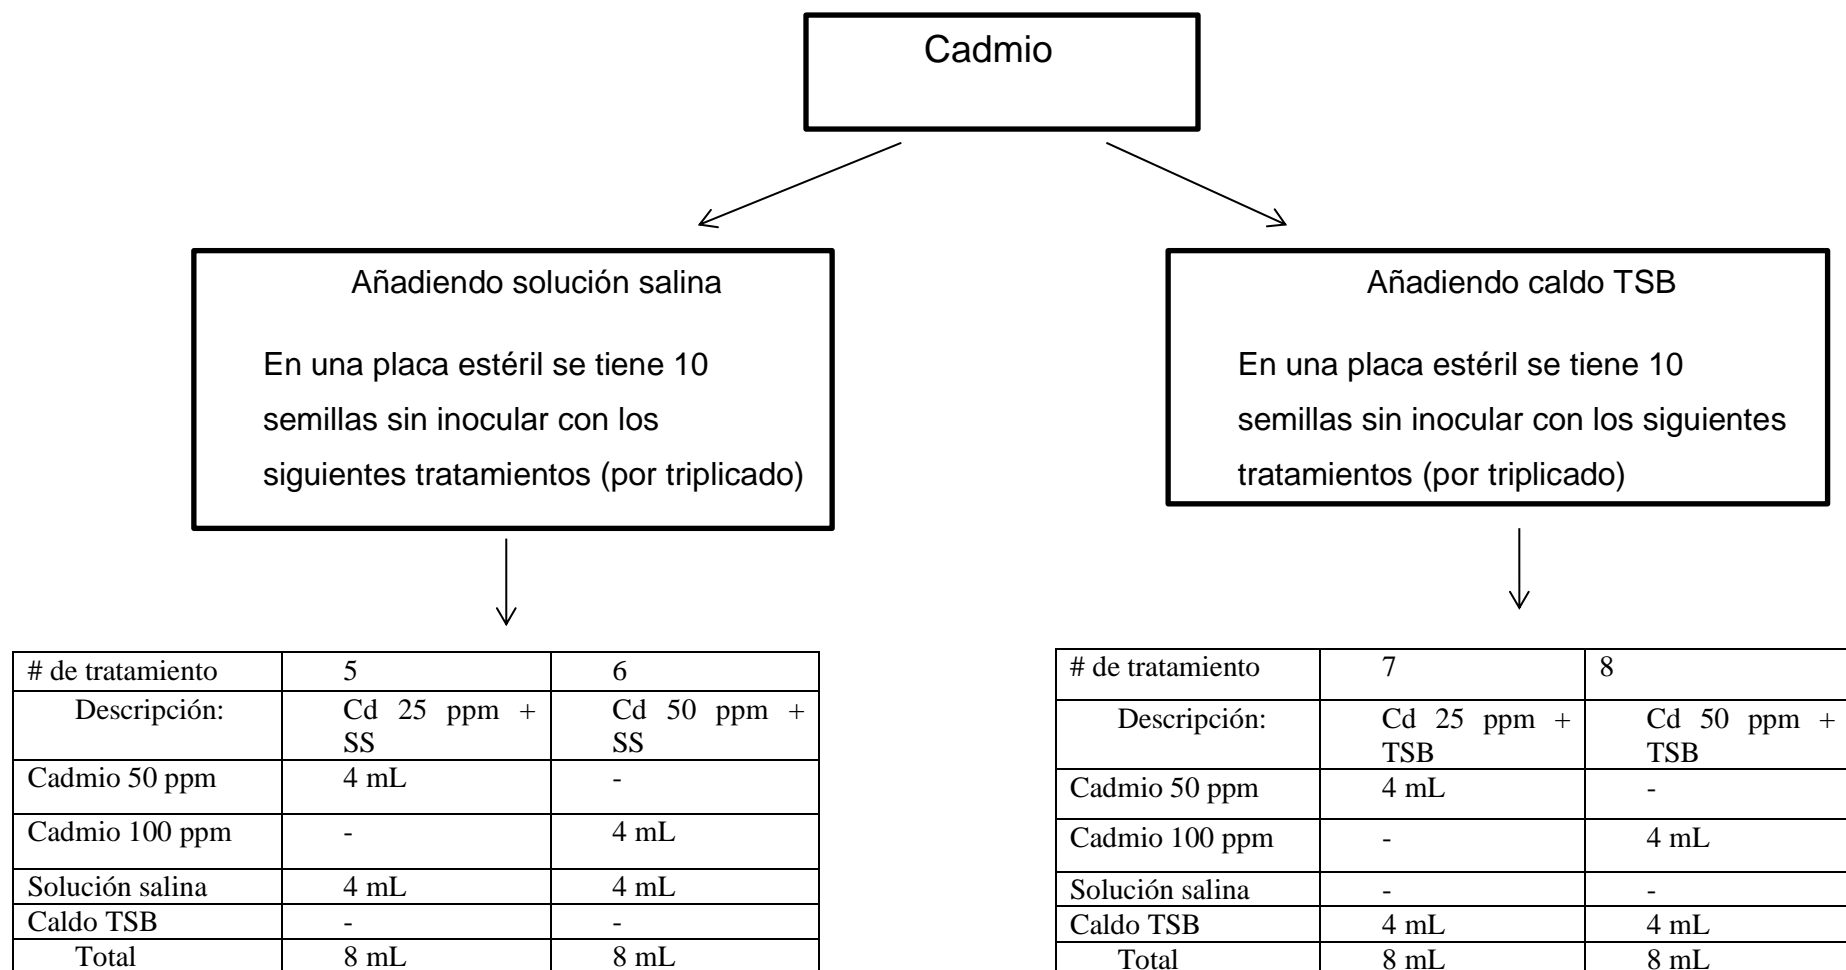 Cadmio
Añadiendo solución salina
En una placa estéril se tiene 10
semillas sin inocular con los
siguientes tratamientos (por triplicado)
Añadiendo caldo TSB
En una placa estéril se tiene 10
semillas sin inocular con los siguientes
tratamientos (por triplicado)
# de tratamiento 5 6
Descripción: Cd 25 ppm + SS Cd 50 ppm + SS
Cadmio 50 ppm 4 mL -
Cadmio 100 ppm - 4 mL
Solución salina 4 mL 4 mL
Caldo TSB - -
Total 8 mL 8 mL
# de tratamiento 7 8
Descripción: Cd 25 ppm + TSB Cd 50 ppm + TSB
Cadmio 50 ppm 4 mL -
Cadmio 100 ppm - 4 mL
Solución salina - -
Caldo TSB 4 mL 4 mL
Total 8 mL 8 mL